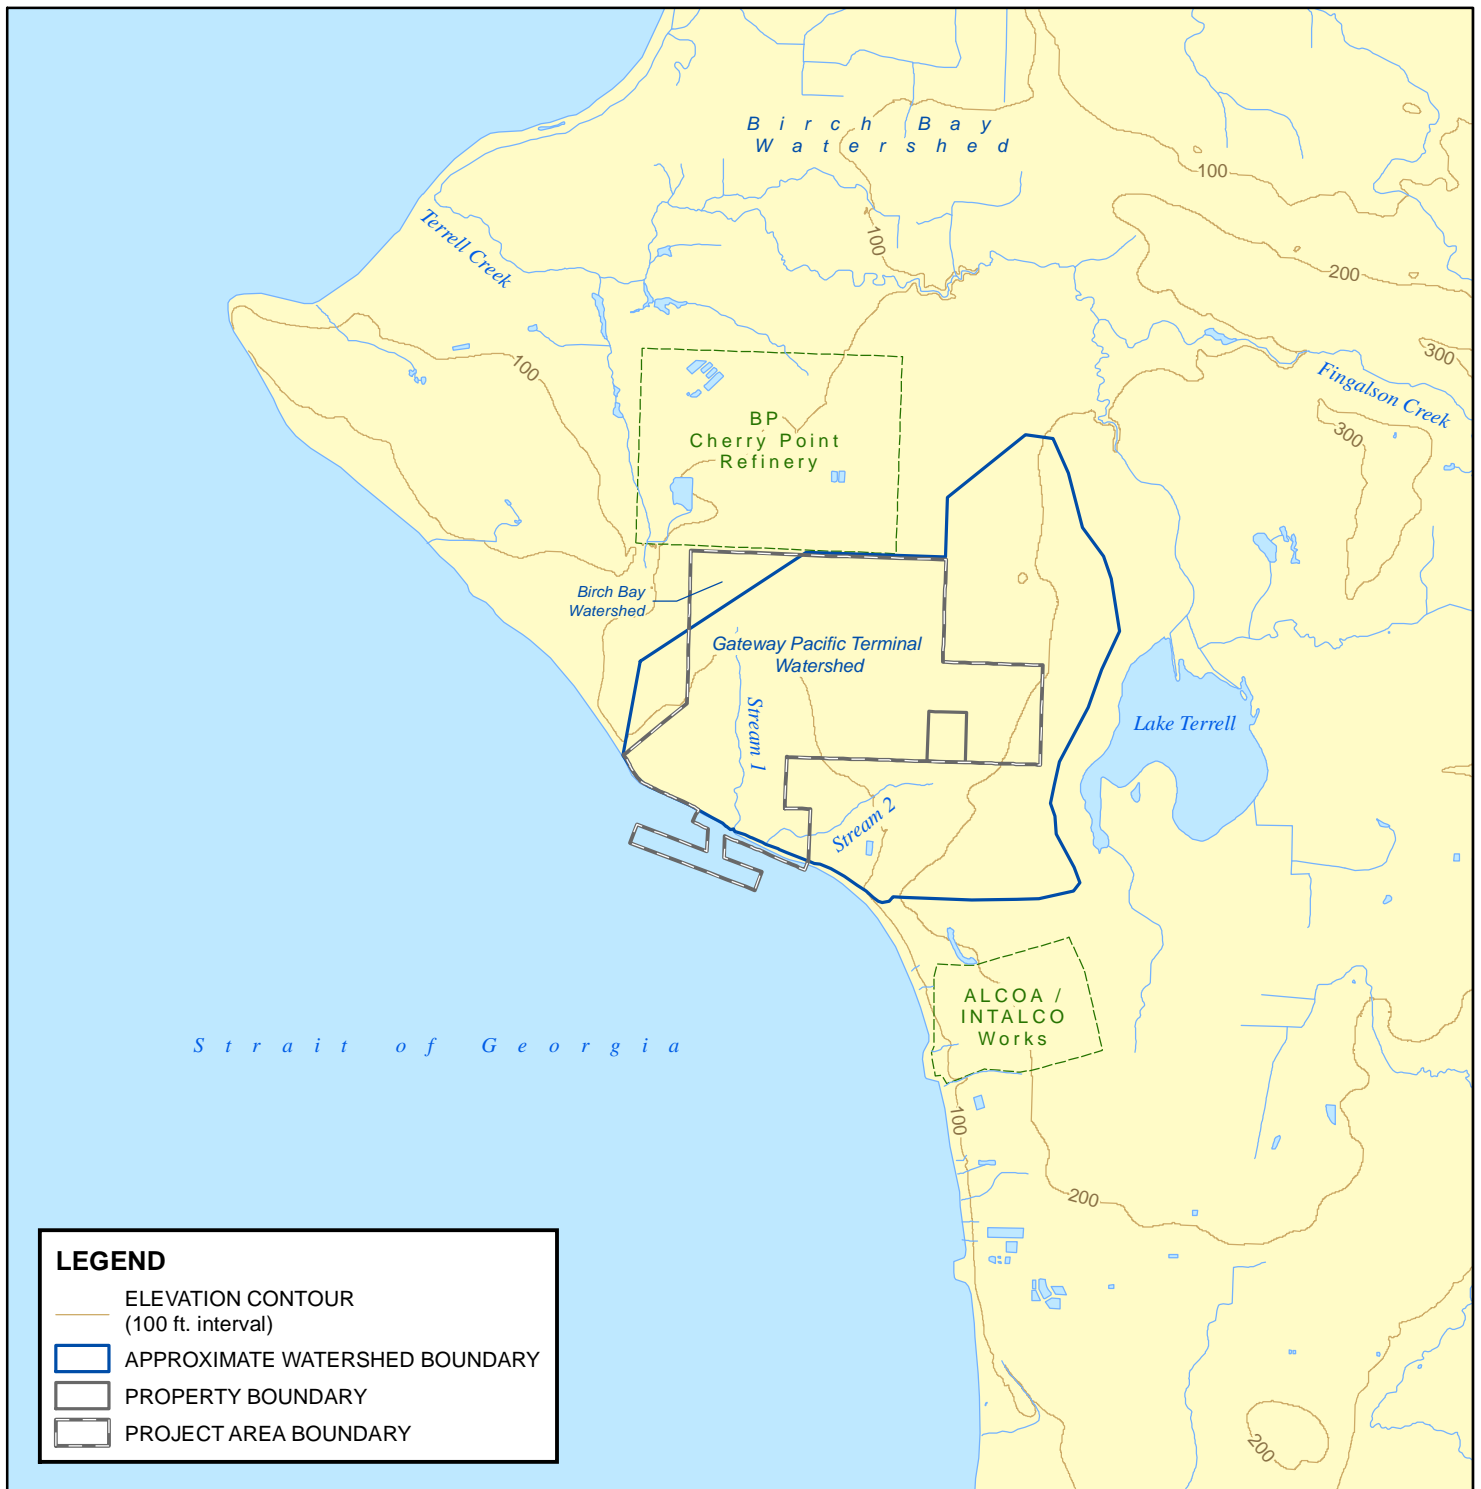 Birch Bay
Watershed
100
Terrell Creek
100
200
300
Fingalson Creek
100
300
BP
Cherry Point
Refinery
Birch Bay
Watershed
Gateway Pacific Terminal
Watershed
Stream 1
Lake Terrell
Stream 2
ALCOA /
INTALCO
Works
Strait of Georgia
100
200
200
LEGEND
ELEVATION CONTOUR
(100 ft. interval)
APPROXIMATE WATERSHED BOUNDARY
PROPERTY BOUNDARY
PROJECT AREA BOUNDARY